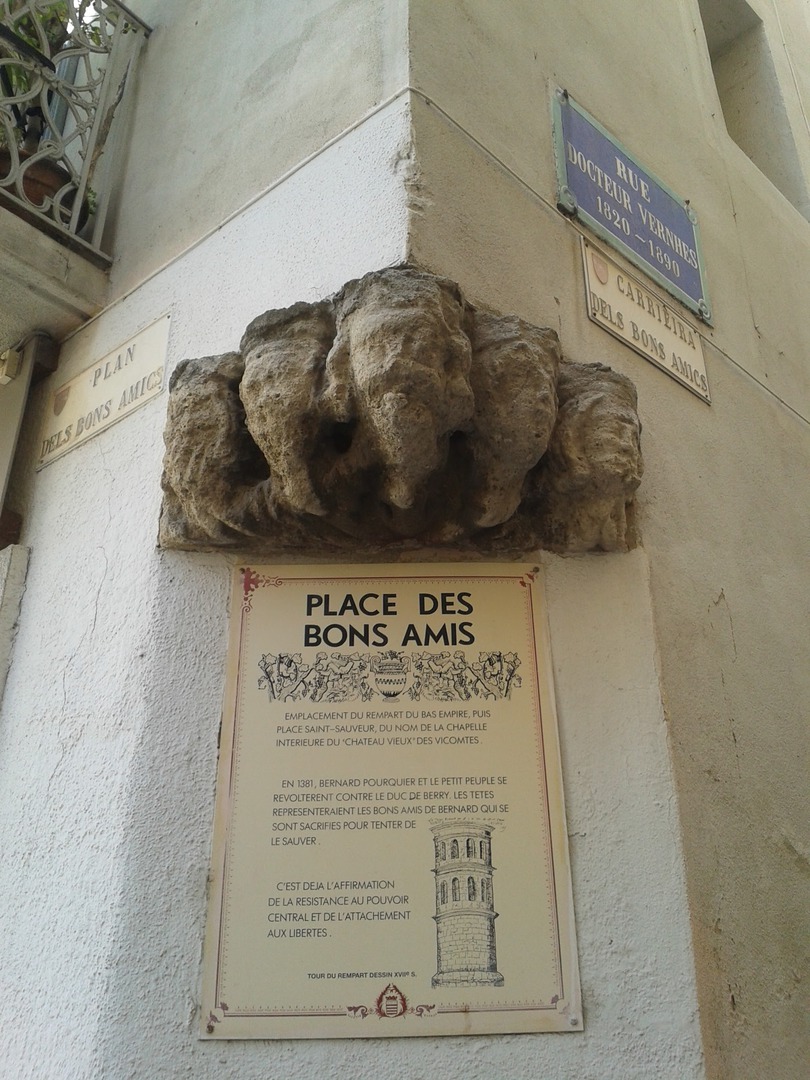 RUE
DOCTEUR VERNHES
1820 - 1890
CARRIÈIRA
DELS BONS AMICS
PLAN
DELS BONS AMICS
PLACE DES
BONS AMIS
EMPLACEMENT DU REMPART DU BAS EMPIRE, PUIS
PLACE SAINT-SAUVEUR, DU NOM DE LA CHAPELLE
INTERIEURE DU "CHATEAU VIEUX" DES VICOMTES.
EN 1381, BERNARD POURQUIER ET LE PETIT PEUPLE SE
REVOLTERENT CONTRE LE DUC DE BERRY. LES TETES
REPRESENTERAIENT LES BONS AMIS DE BERNARD QUI SE
SONT SACRIFIES POUR TENTER DE
LE SAUVER.
C'EST DEJA L'AFFIRMATION
DE LA RESISTANCE AU POUVOIR
CENTRAL ET DE L'ATTACHEMENT
AUX LIBERTES.
TOUR DU REMPART DESSIN XVIIe S.